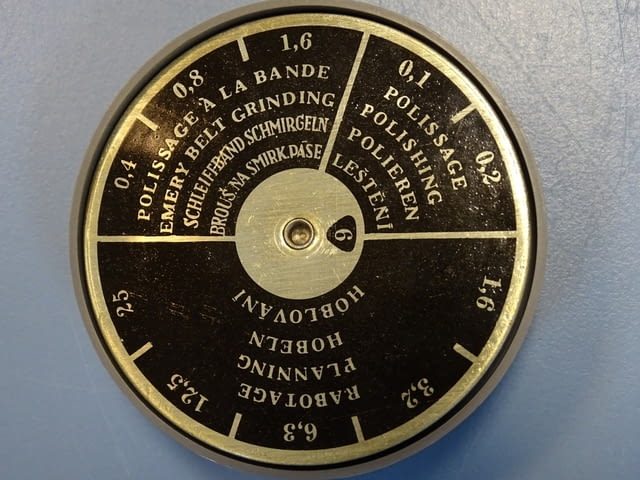 0,4
0,8
1,6
POLISSAGE À LA BANDE
EMERY BELT GRINDING
SCHLEIFFBAND SCHMIRGELN
BROUŠ. NA SMIRK. PÁSE
0,1
0,2
POLISSAGE
POLISHING
POLIEREN
LEŠTĚNÍ
6
HOBLOVÁNÍ
HOBELN
PLANNING
RABOTAGE
1,6
3,2
6,3
12,5
25